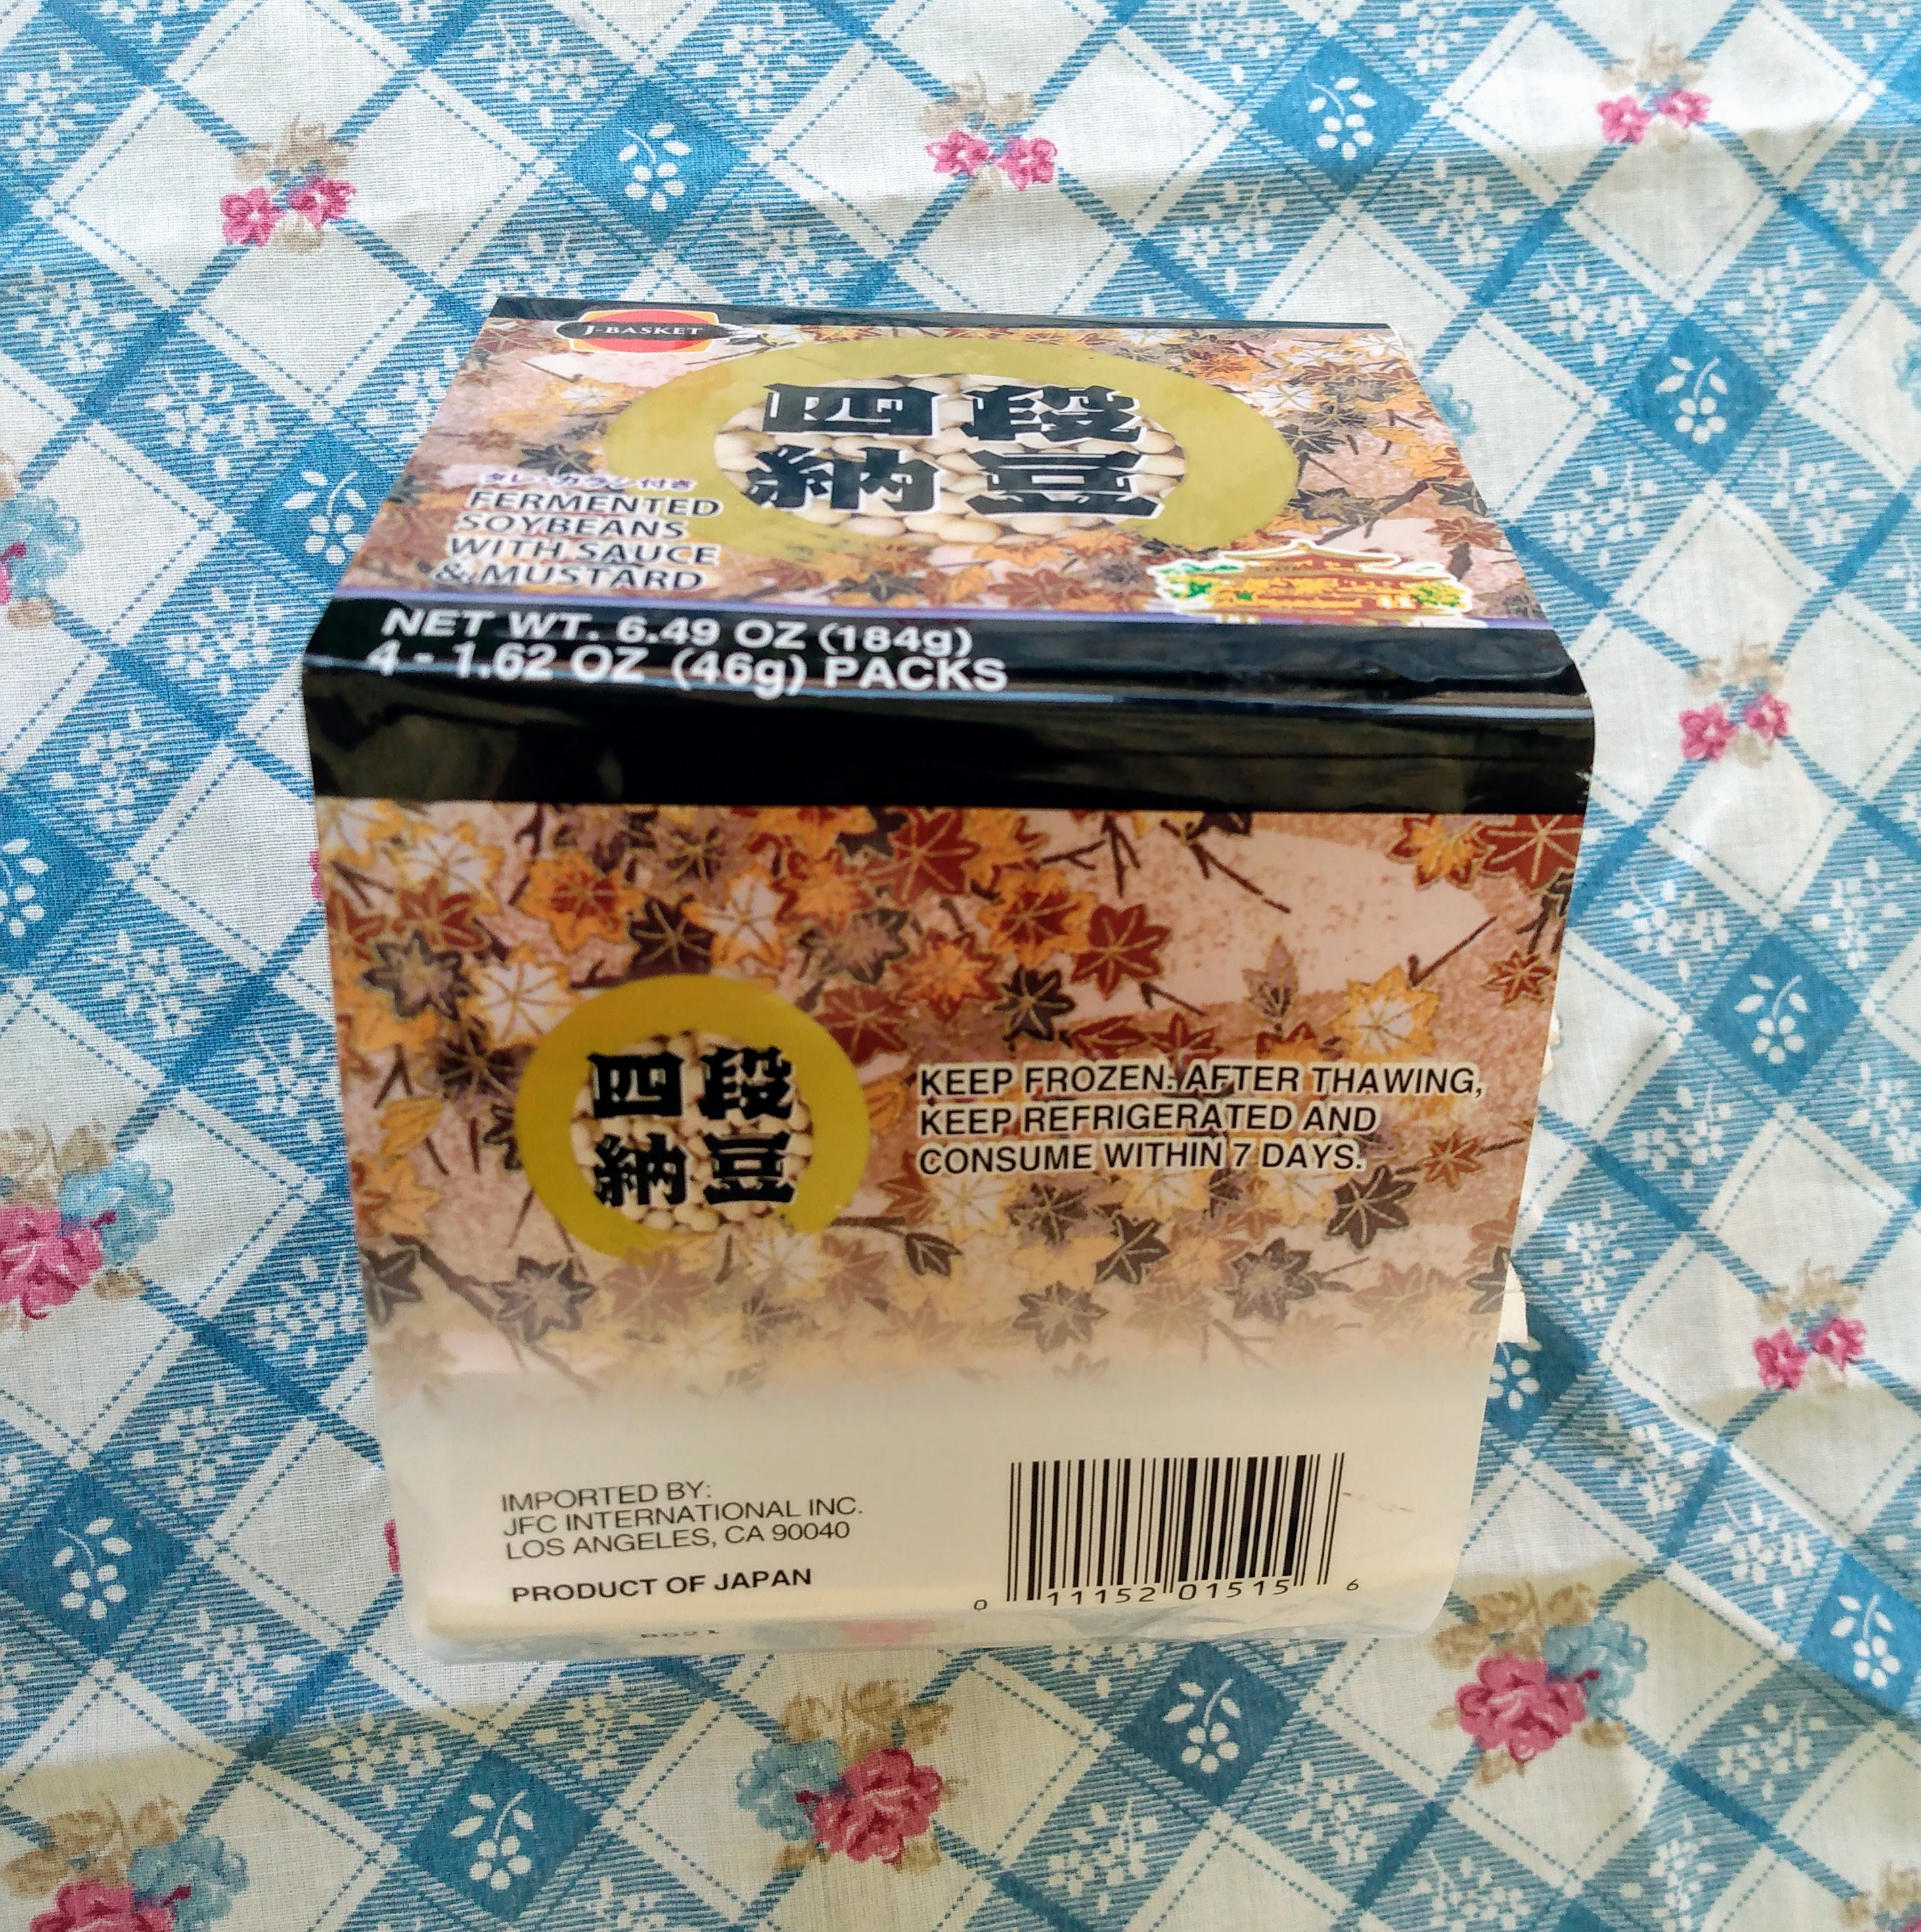 J-BASKET
四段
納豆
タレ・カラシ付き
FERMENTED
SOYBEANS
WITH SAUCE
& MUSTARD
NET WT. 6.49 OZ (184g)
4 - 1.62 OZ (46g) PACKS
四段
納豆
KEEP FROZEN. AFTER THAWING,
KEEP REFRIGERATED AND
CONSUME WITHIN 7 DAYS.
IMPORTED BY:
JFC INTERNATIONAL INC.
LOS ANGELES, CA 90040
PRODUCT OF JAPAN
0 11152 01515 6